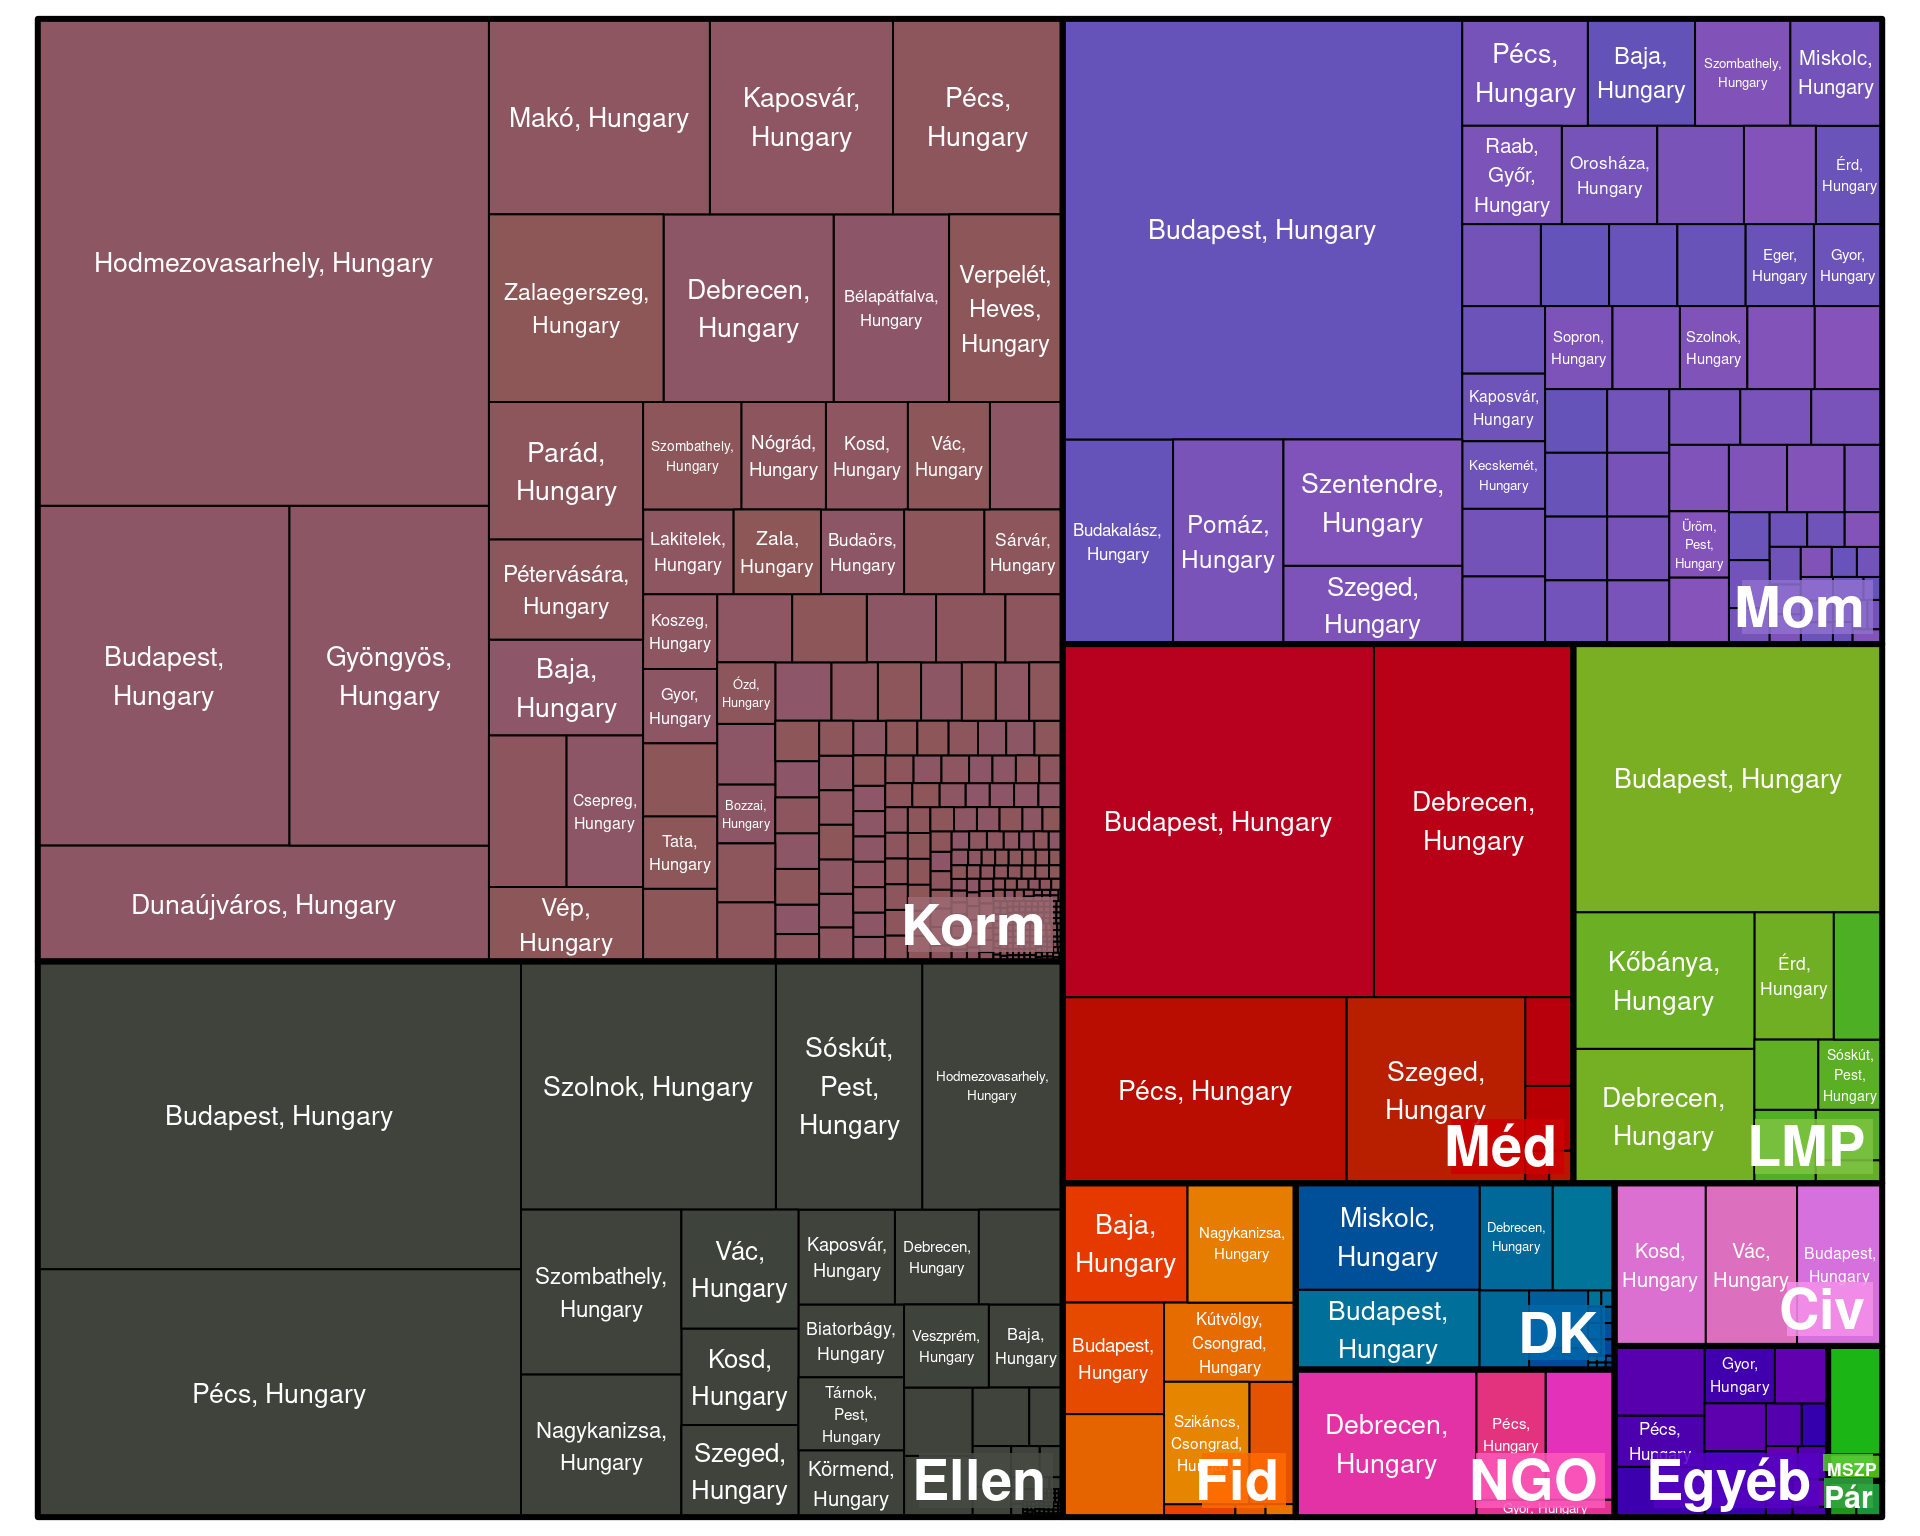 Hodmezovasarhely, Hungary
Makó, Hungary
Kaposvár,
Hungary
Pécs,
Hungary
Zalaegerszeg,
Hungary
Debrecen,
Hungary
Bélapátfalva,
Hungary
Verpelét,
Heves,
Hungary
Parád,
Hungary
Szombathely,
Hungary
Nógrád,
Hungary
Kosd,
Hungary
Vác,
Hungary
Lakitelek,
Hungary
Zala,
Hungary
Budaörs,
Hungary
Sárvár,
Hungary
Budapest,
Hungary
Gyöngyös,
Hungary
Pétervására,
Hungary
Koszeg,
Hungary
Baja,
Hungary
Gyor,
Hungary
Ózd,
Hungary
Csepreg,
Hungary
Bozzai,
Hungary
Tata,
Hungary
Dunaújváros, Hungary
Vép,
Hungary
Korm
Budapest, Hungary
Pécs,
Hungary
Baja,
Hungary
Szombathely,
Hungary
Miskolc,
Hungary
Raab,
Győr,
Hungary
Orosháza,
Hungary
Érd,
Hungary
Eger,
Hungary
Gyor,
Hungary
Sopron,
Hungary
Szolnok,
Hungary
Kaposvár,
Hungary
Kecskemét,
Hungary
Budakalász,
Hungary
Pomáz,
Hungary
Szentendre,
Hungary
Szeged,
Hungary
Üröm,
Pest,
Hungary
Mom
Budapest, Hungary
Debrecen,
Hungary
Pécs, Hungary
Szeged,
Hungary
Méd
Budapest, Hungary
Kőbánya,
Hungary
Érd,
Hungary
Debrecen,
Hungary
Sóskút,
Pest,
Hungary
LMP
Budapest, Hungary
Szolnok, Hungary
Sóskút,
Pest,
Hungary
Hodmezovasarhely,
Hungary
Pécs, Hungary
Szombathely,
Hungary
Vác,
Hungary
Kaposvár,
Hungary
Debrecen,
Hungary
Kosd,
Hungary
Biatorbágy,
Hungary
Veszprém,
Hungary
Baja,
Hungary
Nagykanizsa,
Hungary
Tárnok,
Pest,
Hungary
Szeged,
Hungary
Körmend,
Hungary
Ellen
Baja,
Hungary
Nagykanizsa,
Hungary
Budapest,
Hungary
Kútvölgy,
Csongrad,
Hungary
Szikáncs,
Csongrad,
Hungary
Fid
Miskolc,
Hungary
Debrecen,
Hungary
Budapest,
Hungary
DK
Debrecen,
Hungary
Pécs,
Hungary
Gyor, Hungary
NGO
Kosd,
Hungary
Vác,
Hungary
Budapest,
Hungary
Civ
Gyor,
Hungary
Pécs,
Hungary
Egyéb
MSZP
Pár